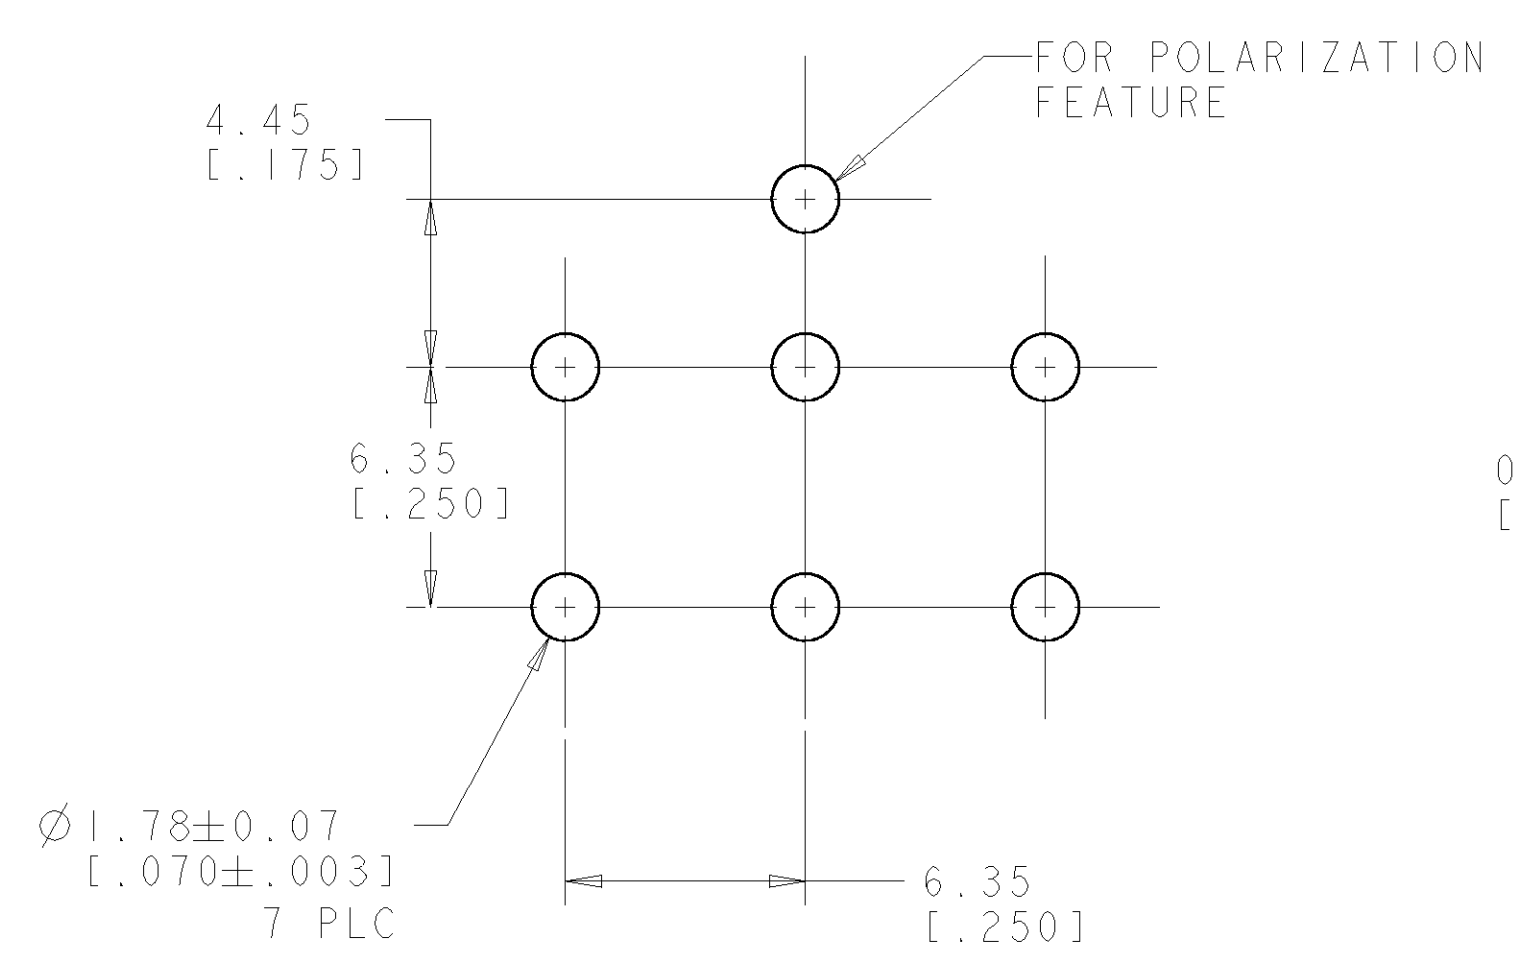 FOR POLARIZATION
FEATURE
4.45
[.175]
6.35
[.250]
0
[
Ø1.78±0.07
[.070±.003]
7 PLC
6.35
[.250]